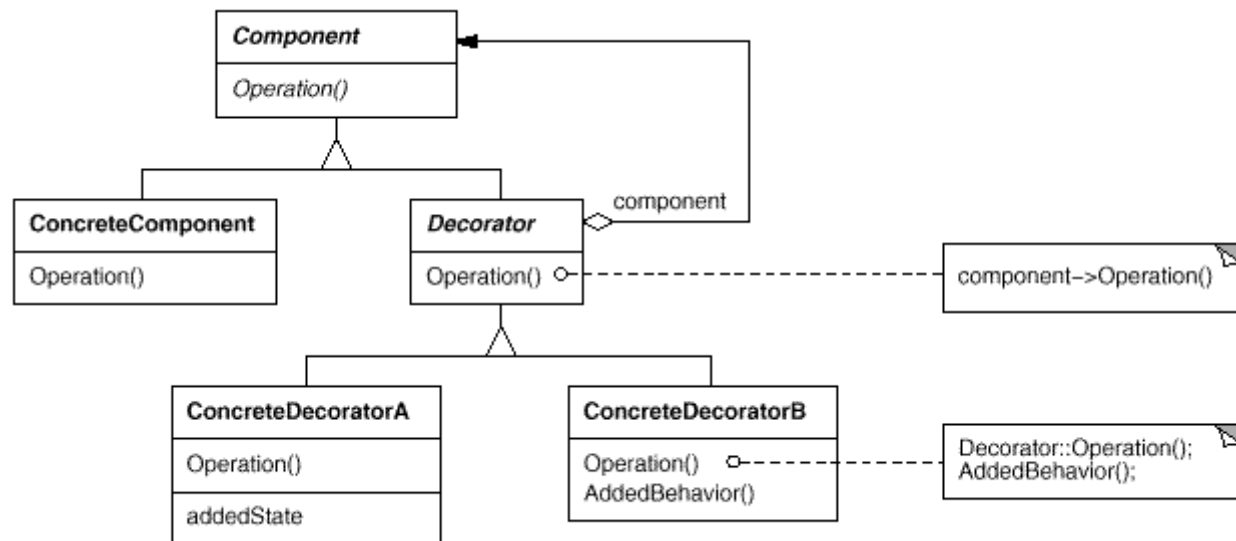 Component
Operation()
component
ConcreteComponent
Operation()
Decorator
Operation()
component->Operation()
ConcreteDecoratorA
Operation()
addedState
ConcreteDecoratorB
Operation()
AddedBehavior()
Decorator::Operation();
AddedBehavior();